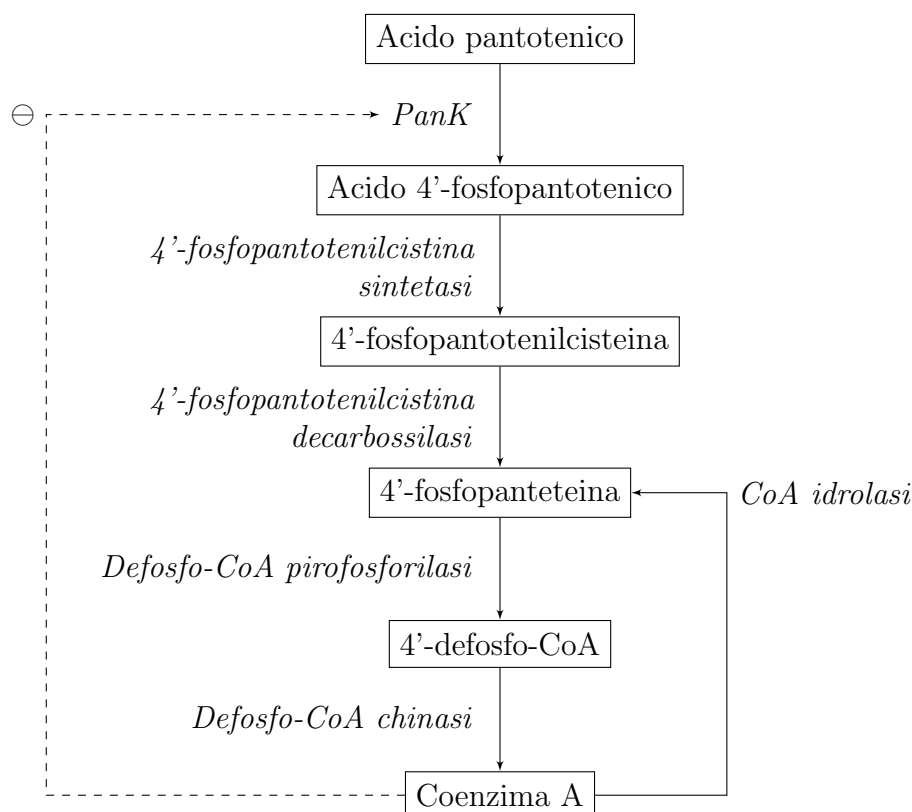 Acido pantotenico
⊖
PanK
Acido 4'-fosfopantotenico
4'-fosfopantotenilcistina
sintetasi
4'-fosfopantotenilcisteina
4'-fosfopantotenilcistina
decarbossilasi
4'-fosfopanteteina
CoA idrolasi
Defosfo-CoA pirofosforilasi
4'-defosfo-CoA
Defosfo-CoA chinasi
Coenzima A